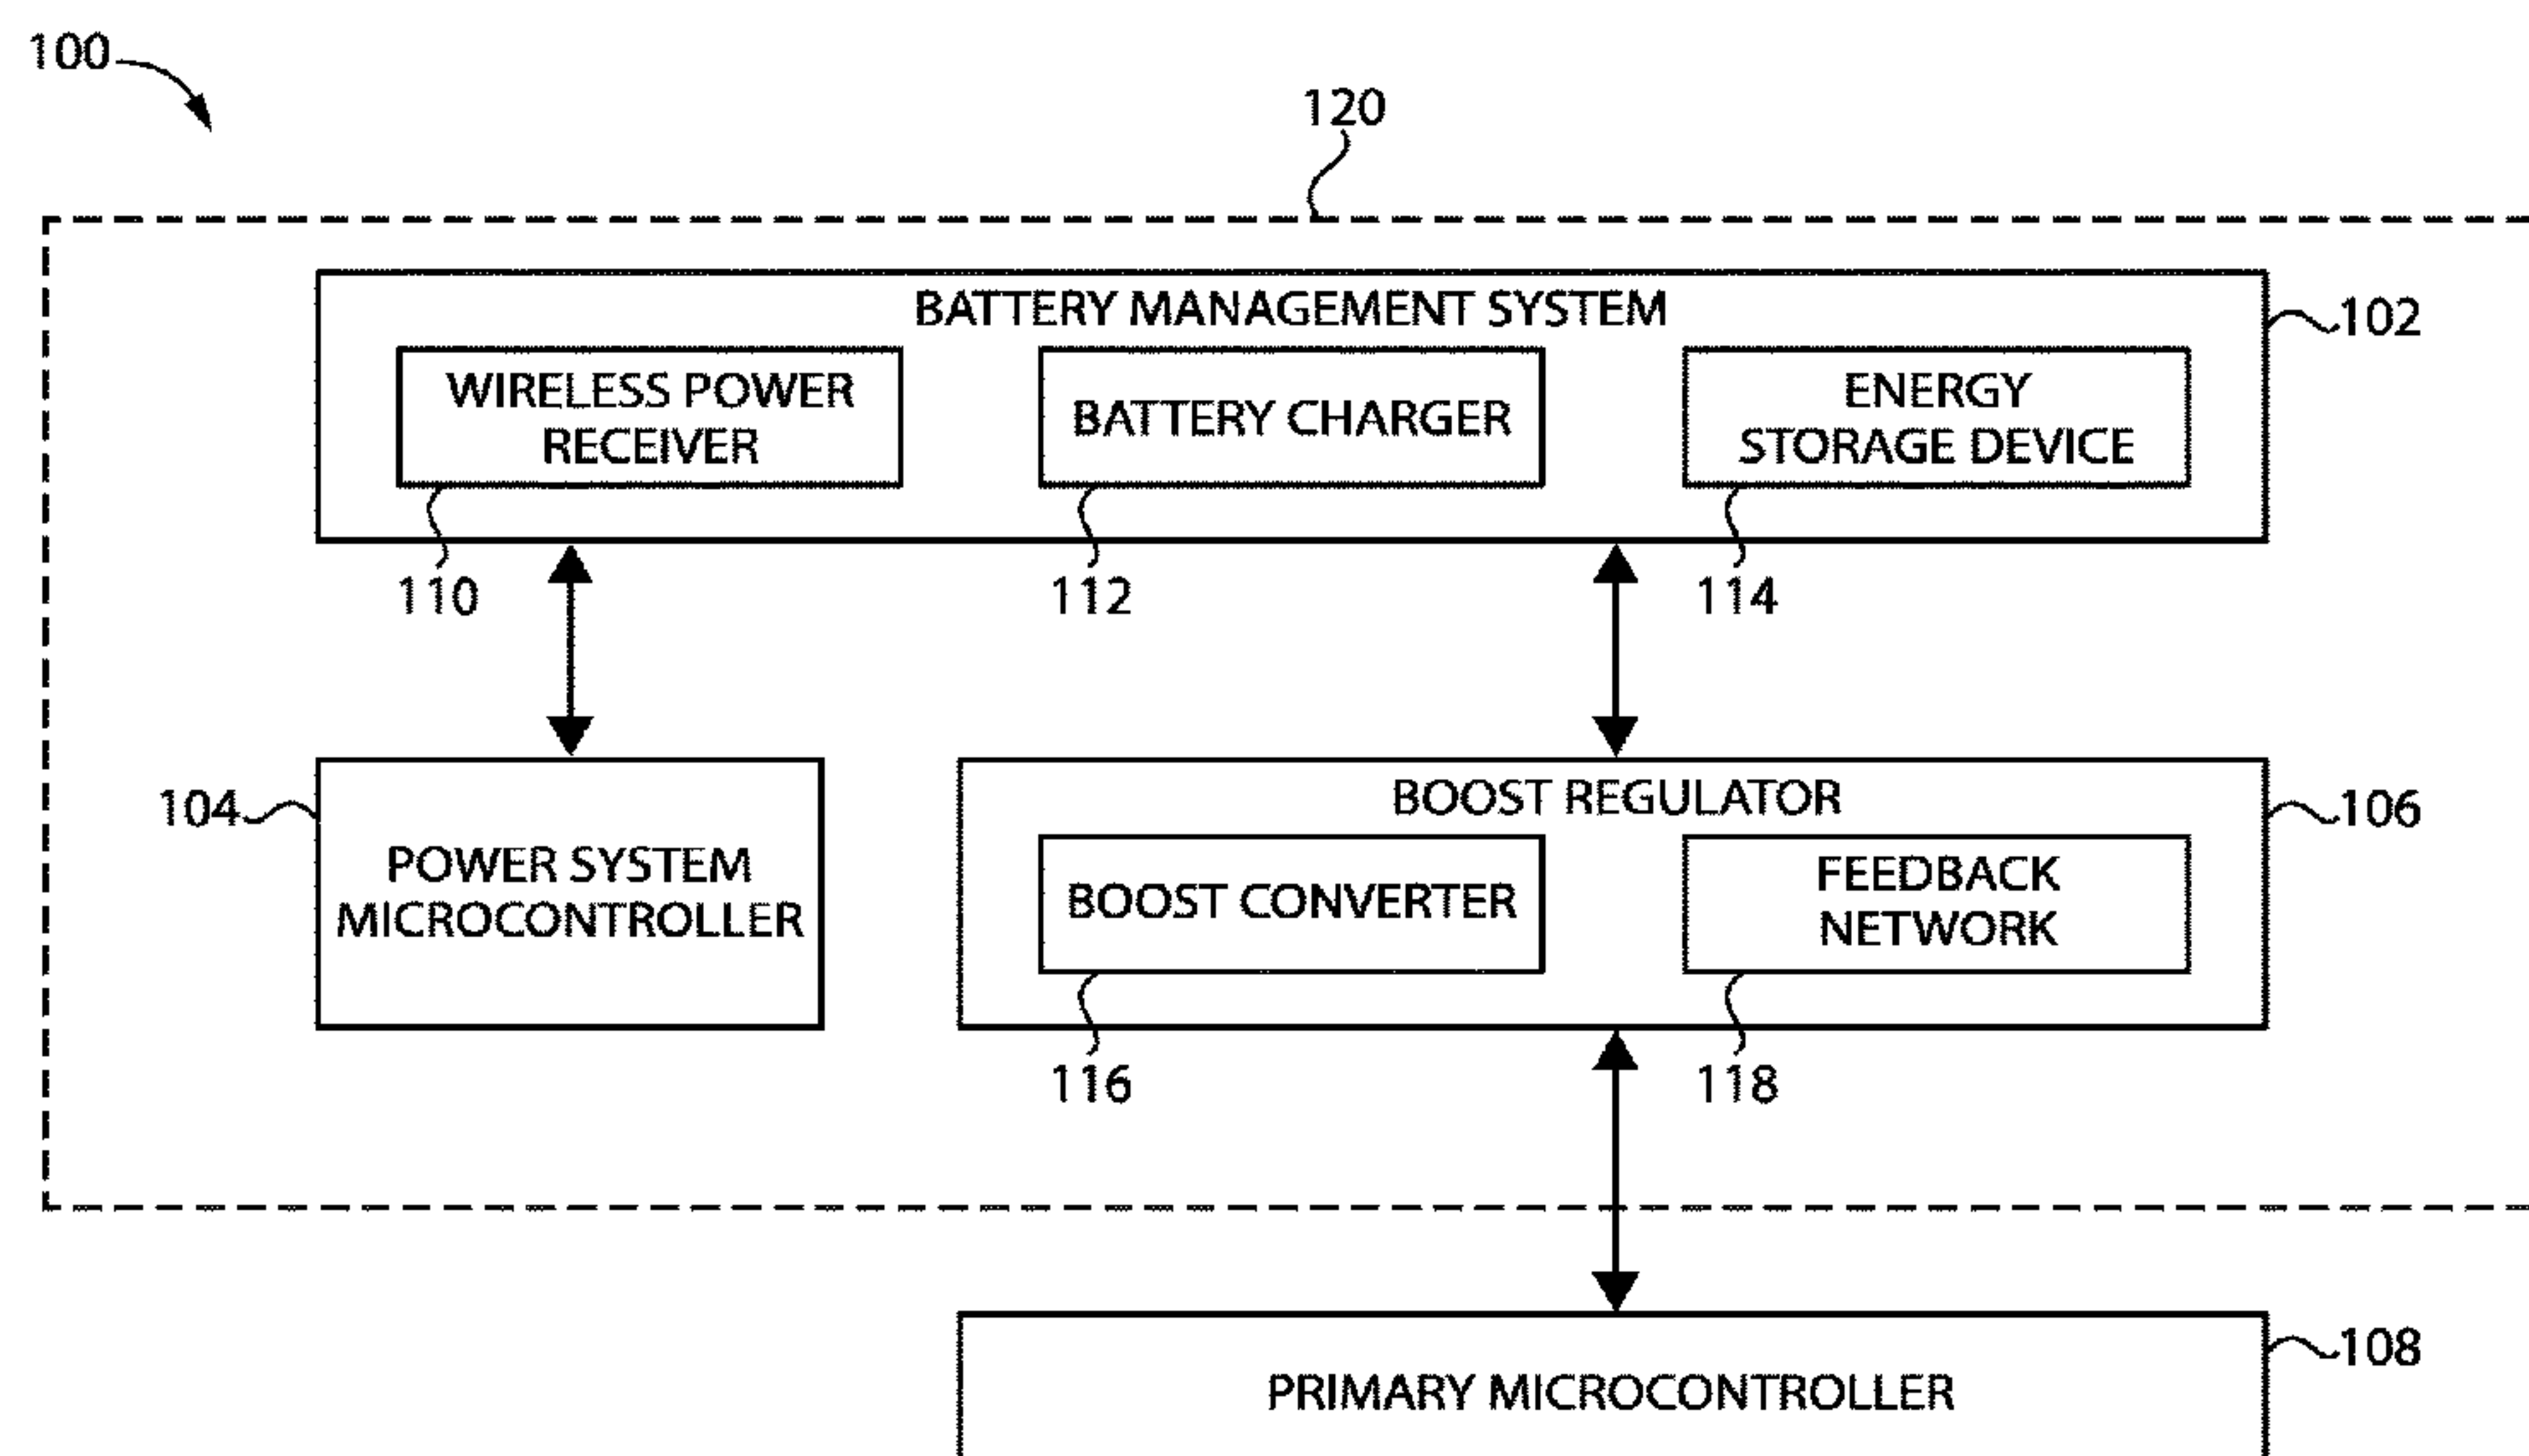 100
120
BATTERY MANAGEMENT SYSTEM
102
WIRELESS POWER
RECEIVER
BATTERY CHARGER
ENERGY
STORAGE DEVICE
110
112
114
104
POWER SYSTEM
MICROCONTROLLER
BOOST REGULATOR
106
BOOST CONVERTER
FEEDBACK
NETWORK
116
118
PRIMARY MICROCONTROLLER
108